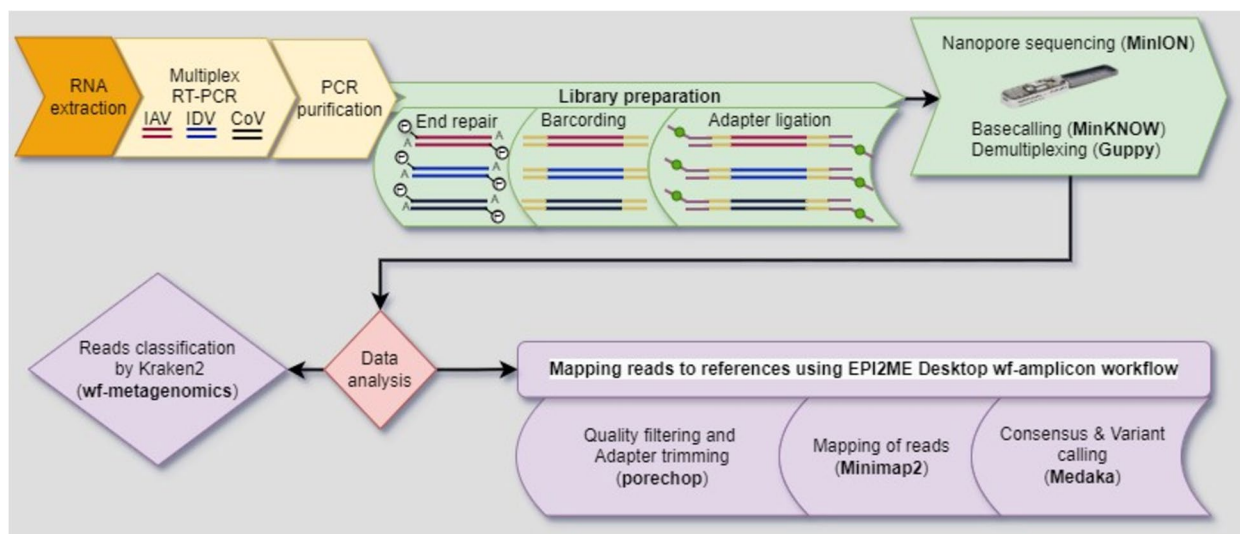 RNA
extraction
Multiplex
RT-PCR
IAV IDV CoV
PCR
purification
Library preparation
End repair
Barcording
Adapter ligation
A
A
A
A
A
A
Nanopore sequencing (MinION)
Basecalling (MinKNOW)
Demultiplexing (Guppy)
Reads classification
by Kraken2
(wf-metagenomics)
Data
analysis
Mapping reads to references using EPI2ME Desktop wf-amplicon workflow
Quality filtering and
Adapter trimming
(porechop)
Mapping of reads
(Minimap2)
Consensus & Variant
calling
(Medaka)